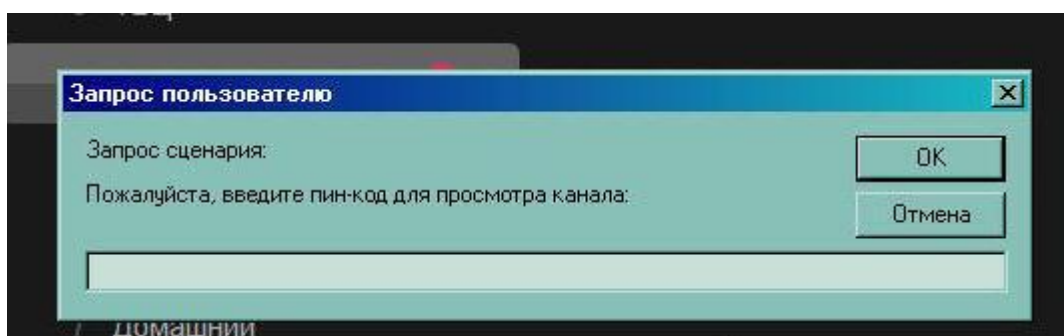 Запрос пользователю
Запрос сценария:
OK
Пожалуйста, введите пин-код для просмотра канала:
Отмена
Домашний